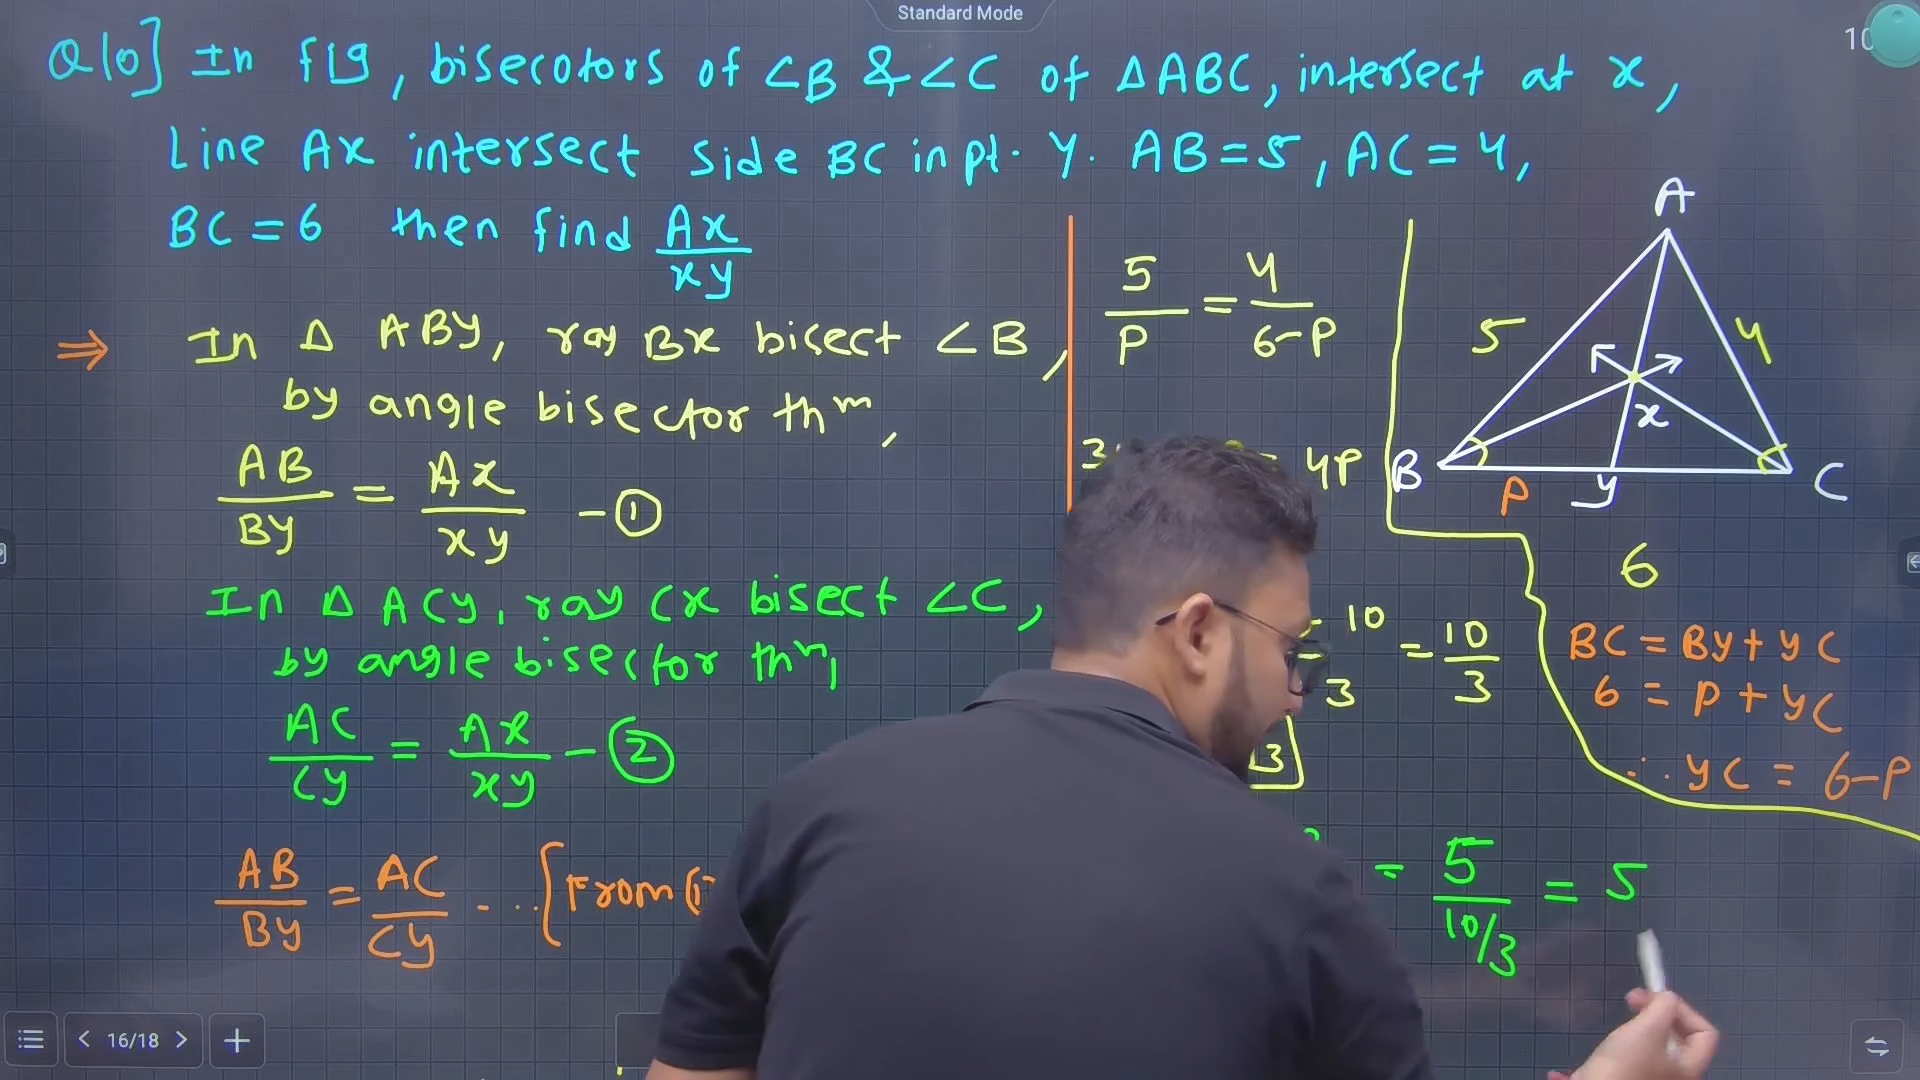 Standard Mode
10
Q10] In fig, bisecotors of ∠B & ∠C of △ABC, intersect at x,
Line Ax intersect side BC in pt. y. AB=5, AC=4,
BC=6 then find Ax/xy
⇒ In △ ABY, ray Bx bisect ∠B,
by angle bisector thm,
AB/BY = Ax/xy - ①
In △ ACY, ray Cx bisect ∠C,
by angle bisector thm,
AC/CY = Ax/xy - ②
AB/BY = AC/CY ... [From (1
5/P = 4/6-P
3 = 4P
10/3 = 10/3
3
= 5/10/3 = 5
A
5
4
x
B
P
y
C
6
BC = BY + YC
6 = P + YC
∴ YC = 6-P
16/18